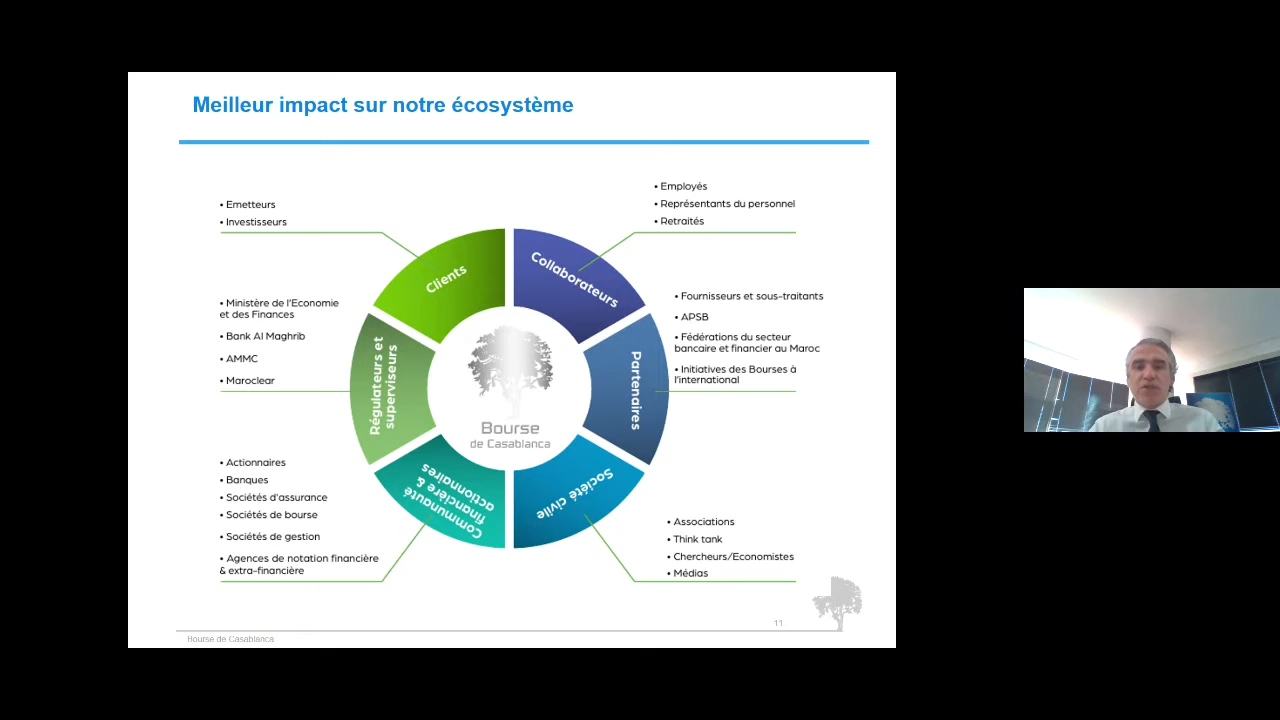 Meilleur impact sur notre écosystème
• Emetteurs
• Investisseurs
• Employés
• Représentants du personnel
• Retraités
Clients
Collaborateurs
• Ministère de l'Economie
et des Finances
• Bank Al Maghrib
• AMMC
• Maroclear
Régulateurs et
superviseurs
Bourse
de Casablanca
Partenaires
• Fournisseurs et sous-traitants
• APSB
• Fédérations du secteur
bancaire et financier au Maroc
• Initiatives des Bourses à
l'international
• Actionnaires
• Banques
• Sociétés d'assurance
• Sociétés de bourse
• Sociétés de gestion
• Agences de notation financière
& extra-financière
Communauté
financière &
actionnaires
Société civile
• Associations
• Think tank
• Chercheurs/Economistes
• Médias
11
Bourse de Casablanca